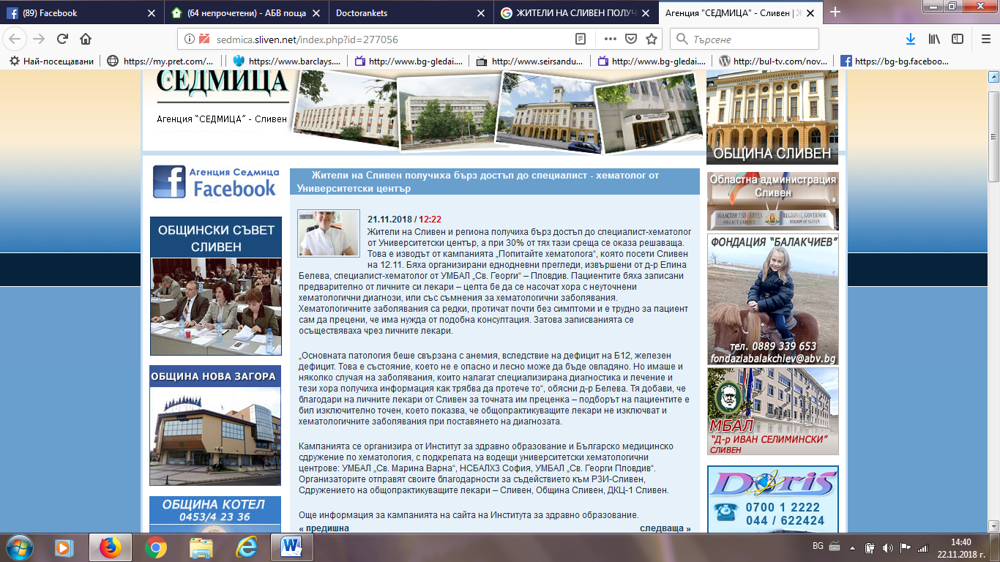 (89) Facebook
(64 непрочетени) - АБВ поща
Doctorankets
ЖИТЕЛИ НА СЛИВЕН ПОЛУЧ
Агенция "СЕДМИЦА" - Сливен | Ж
sedmica.sliven.net/index.php?id=277056
Търсене
Най-посещавани
https://my.pret.com/...
https://www.barclays....
http://www.bg-gledai....
http://www.seirsandu...
http://www.bg-gledai....
http://bul-tv.com/nov...
https://bg-bg.faceboo...
СЕДМИЦА
Агенция "СЕДМИЦА" - Сливен
MUNICIPALITY OF SLIVEN
ОБЩИНА СЛИВЕН
Агенция Седмица
Facebook
ОБЩИНСКИ СЪВЕТ
СЛИВЕН
ОБЩИНА НОВА ЗАГОРА
ОБЩИНА КОТЕЛ
0453/4 23 36
Жители на Сливен получиха бърз достъп до специалист - хематолог от
Университетски център
21.11.2018 / 12:22
Жители на Сливен и региона получиха бърз достъп до специалист-хематолог
от Университетски център, а при 30% от тях тази среща се оказа решаваща.
Това е изводът от кампанията „Попитайте хематолога“, която посети Сливен
на 12.11. Бяха организирани еднодневни прегледи, извършени от д-р Елина
Белева, специалист-хематолог от УМБАЛ „Св. Георги“ – Пловдив. Пациентите бяха записани
предварително от личните си лекари – целта бе да се насочат хора с неуточнени
хематологични диагнози, или със съмнения за хематологични заболявания.
Хематологичните заболявания са редки, протичат почти без симптоми и е трудно за пациент
сам да прецени, че има нужда от подобна консултация. Затова записванията се
осъществяваха чрез личните лекари.
„Основната патология беше свързана с анемия, вследствие на дефицит на Б12, железен
дефицит. Това е състояние, което не е опасно и лесно може да бъде овладяно. Но имаше и
няколко случая на заболявания, които налагат специализирана диагностика и лечение и
тези хора получиха информация как трябва да протече то“, обясни д-р Белева. Тя добави, че
благодари на личните лекари от Сливен за точната им преценка – подборът на пациентите е
бил изключително точен, което показва, че общопрактикуващите лекари не изключват и
хематологичните заболявания при поставянето на диагнозата.
Кампанията се организира от Институт за здравно образование и Българско медицинско
сдружение по хематология, с подкрепата на водещи университетски хематологични
центрове: УМБАЛ „Св. Марина Варна“, НСБАЛХЗ София, УМБАЛ „Св. Георги Пловдив“.
Организаторите отправят своите благодарности за съдействието към РЗИ-Сливен,
Сдружението на общопрактикуващите лекари – Сливен, Община Сливен, ДКЦ-1 Сливен.
Още информация за кампанията на сайта на Института за здравно образование.
« предишна
следваща »
Областна администрация
Сливен
ОБЛАСТЕН УПРАВИТЕЛ
ОБЛАСТ СЛИВЕН
REGIONAL GOVERNOR
REGION OF SLIVEN
ФОНДАЦИЯ “БАЛАКЧИЕВ”
тел. 0889 339 653
fondaziabalakchiev@abv.bg
МБАЛ
“Д-р ИВАН СЕЛИМИНСКИ”
СЛИВЕН
Doris
0700 1 2222
044 / 622424
BG
14:40
22.11.2018 г.